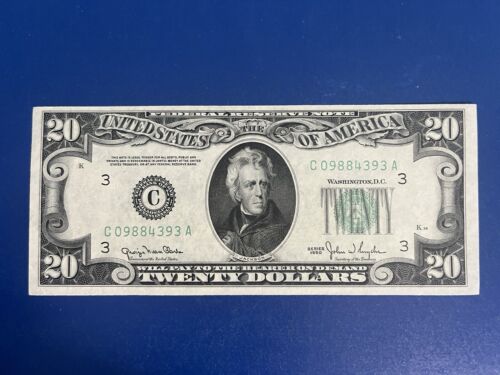 FEDERAL RESERVE NOTE
20 THE UNITED STATES OF AMERICA 20
THIS NOTE IS LEGAL TENDER FOR ALL DEBTS, PUBLIC AND
PRIVATE AND IS REDEEMABLE IN LAWFUL MONEY AT THE UNITED
STATES TREASURY, OR AT ANY FEDERAL RESERVE BANK.
K
C 09884393 A
3
WASHINGTON, D.C.
3
C
K
C 09884393 A
3
SERIES
1950
3
Treasurer of the United States.
JACKSON
Secretary of the Treasury.
20 WILL PAY TO THE BEARER ON DEMAND 20
TWENTY DOLLARS